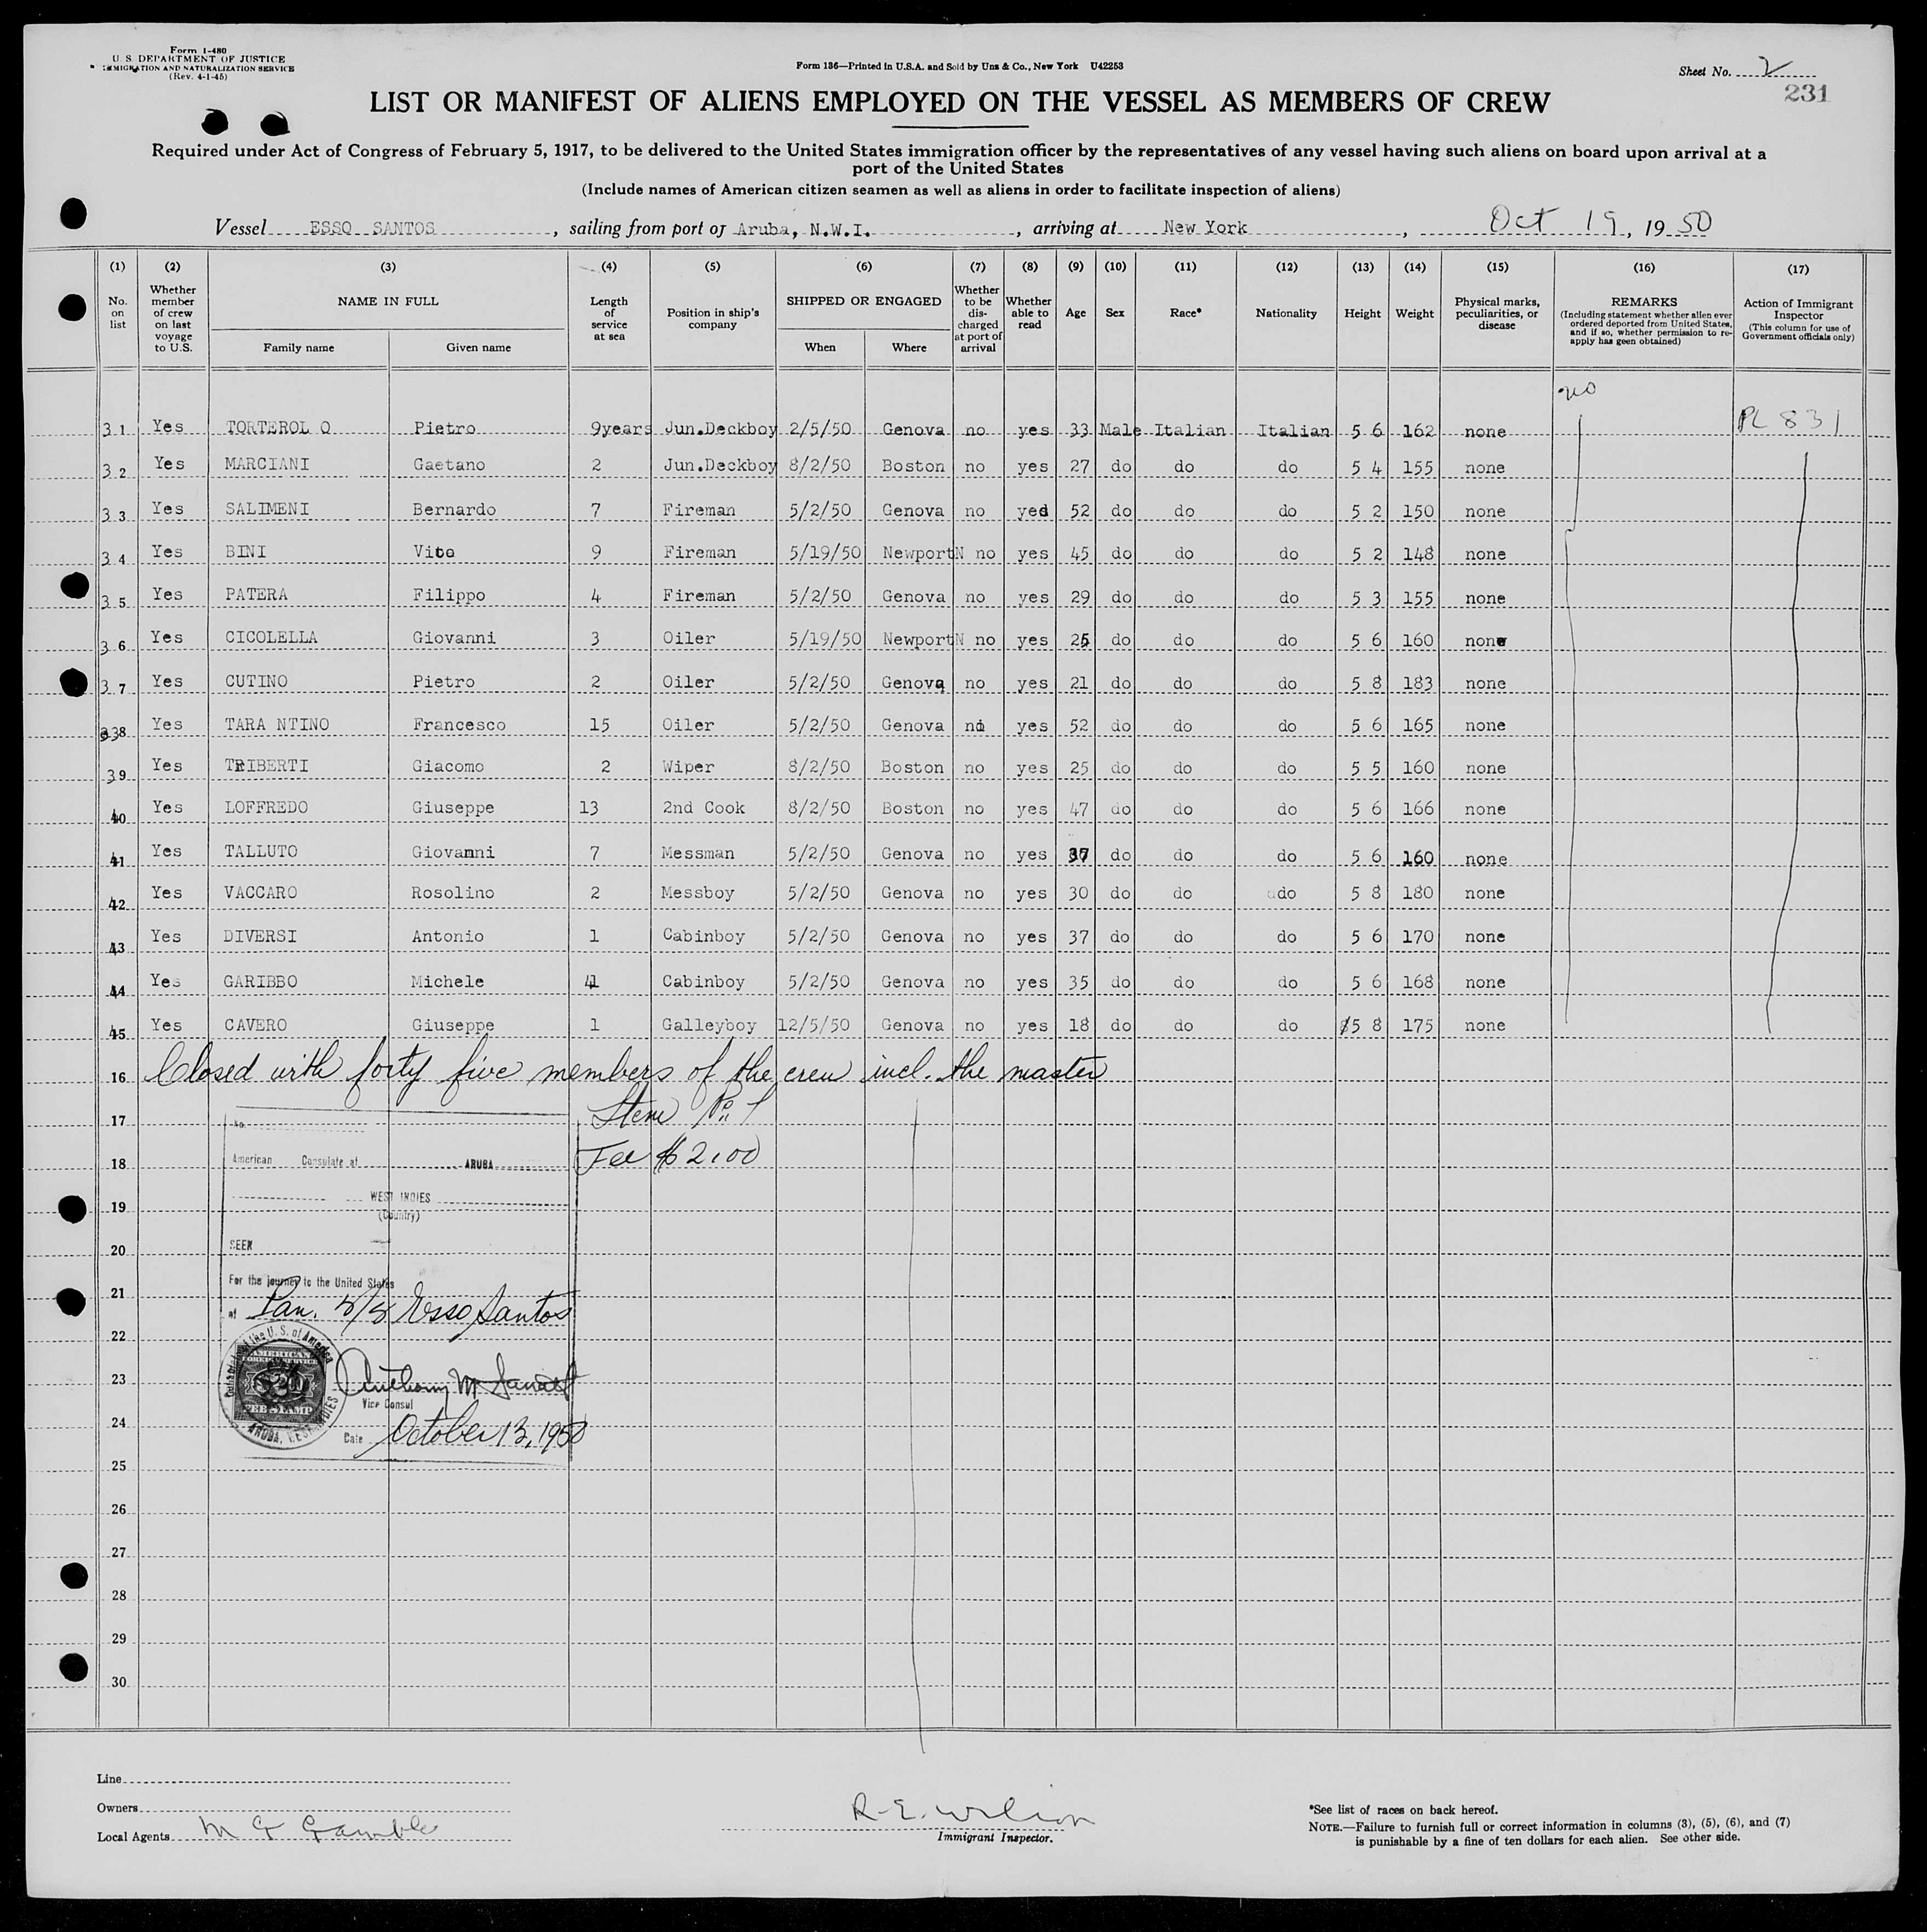 Form I-480
U. S. DEPARTMENT OF JUSTICE
IMMIGRATION AND NATURALIZATION SERVICE
(Rev. 4-1-45)
Form 136—Printed in U.S.A. and Sold by Unz & Co., New York U42253
Sheet No. 2
231
LIST OR MANIFEST OF ALIENS EMPLOYED ON THE VESSEL AS MEMBERS OF CREW
Required under Act of Congress of February 5, 1917, to be delivered to the United States immigration officer by the representatives of any vessel having such aliens on board upon arrival at a
port of the United States
(Include names of American citizen seamen as well as aliens in order to facilitate inspection of aliens)
Vessel ESSO SANTOS, sailing from port of Aruba, N.W.I., arriving at New York, Oct 19, 1950
(1) (2) (3) (4) (5) (6) (7) (8) (9) (10) (11) (12) (13) (14) (15) (16) (17)
No. on list
Whether member of crew on last voyage to U.S.
NAME IN FULL
Family name Given name
Length of service at sea
Position in ship's company
SHIPPED OR ENGAGED
When Where
Whether to be discharged at port of arrival
Whether able to read
Age
Sex
Race*
Nationality
Height
Weight
Physical marks, peculiarities, or disease
REMARKS
(Including statement whether alien ever ordered deported from United States, and if so, whether permission to re-apply has geen obtained)
Action of Immigrant Inspector
(This column for use of Government officials only)
no
31 Yes TORTEROL O Pietro 9years Jun.Deckboy 2/5/50 Genova no yes 33 Male Italian Italian 5 6 162 none PL 831
32 Yes MARCIANI Gaetano 2 Jun.Deckboy 8/2/50 Boston no yes 27 do do do 5 4 155 none
33 Yes SALIMENI Bernardo 7 Fireman 5/2/50 Genova no yed 52 do do do 5 2 150 none
34 Yes BINI Vito 9 Fireman 5/19/50 NewportN no yes 45 do do do 5 2 148 none
35 Yes PATERA Filippo 4 Fireman 5/2/50 Genova no yes 29 do do do 5 3 155 none
36 Yes CICOLELLA Giovanni 3 Oiler 5/19/50 NewportN no yes 25 do do do 5 6 160 none
37 Yes CUTINO Pietro 2 Oiler 5/2/50 Genova no yes 21 do do do 5 8 183 none
38 Yes TARA NTINO Francesco 15 Oiler 5/2/50 Genova no yes 52 do do do 5 6 165 none
39 Yes TRIBERTI Giacomo 2 Wiper 8/2/50 Boston no yes 25 do do do 5 5 160 none
40 Yes LOFFREDO Giuseppe 13 2nd Cook 8/2/50 Boston no yes 47 do do do 5 6 166 none
41 Yes TALLUTO Giovanni 7 Messman 5/2/50 Genova no yes 37 do do do 5 6 160 none
42 Yes VACCARO Rosolino 2 Messboy 5/2/50 Genova no yes 30 do do do 5 8 180 none
43 Yes DIVERSI Antonio 1 Cabinboy 5/2/50 Genova no yes 37 do do do 5 6 170 none
44 Yes GARIBBO Michele 4 Cabinboy 5/2/50 Genova no yes 35 do do do 5 6 168 none
45 Yes CAVERO Giuseppe 1 Galleyboy 12/5/50 Genova no yes 18 do do do 5 8 175 none
16 Closed with forty five members of the crew incl. the master
17 No.
18 American Consulate at ARUBA Fee $2.00
19 WEST INDIES
(Country)
20 SEEN
For the journey to the United States
21 at Pan. S/S Esso Santos
22
23 Anthony M
Vice Consul
24 Date October 13, 1950
Consulate of the U. S. of America
AMERICAN
FOREIGN SERVICE
FEE STAMP
ARUBA, WEST INDIES
25
26
27
28
29
30
Line
Owners
Local Agents M G Gamble
R. E. Wilson
Immigrant Inspector.
*See list of races on back hereof.
NOTE.—Failure to furnish full or correct information in columns (3), (5), (6), and (7)
is punishable by a fine of ten dollars for each alien. See other side.